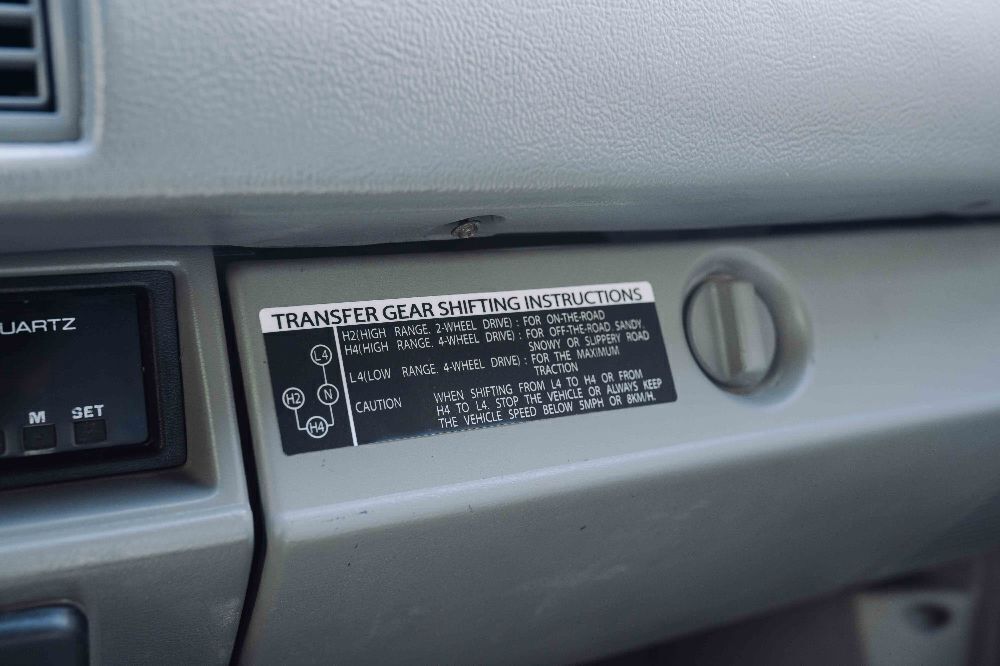 UARTZ
M SET
TRANSFER GEAR SHIFTING INSTRUCTIONS
H2(HIGH RANGE. 2-WHEEL DRIVE) : FOR ON-THE-ROAD
H4(HIGH RANGE. 4-WHEEL DRIVE) : FOR OFF-THE-ROAD SANDY
SNOWY OR SLIPPERY ROAD
L4(LOW RANGE. 4-WHEEL DRIVE) : FOR THE MAXIMUM
TRACTION
CAUTION WHEN SHIFTING FROM L4 TO H4 OR FROM
H4 TO L4. STOP THE VEHICLE OR ALWAYS KEEP
THE VEHICLE SPEED BELOW 5MPH OR 8KM/H.
L4
H2 N
H4